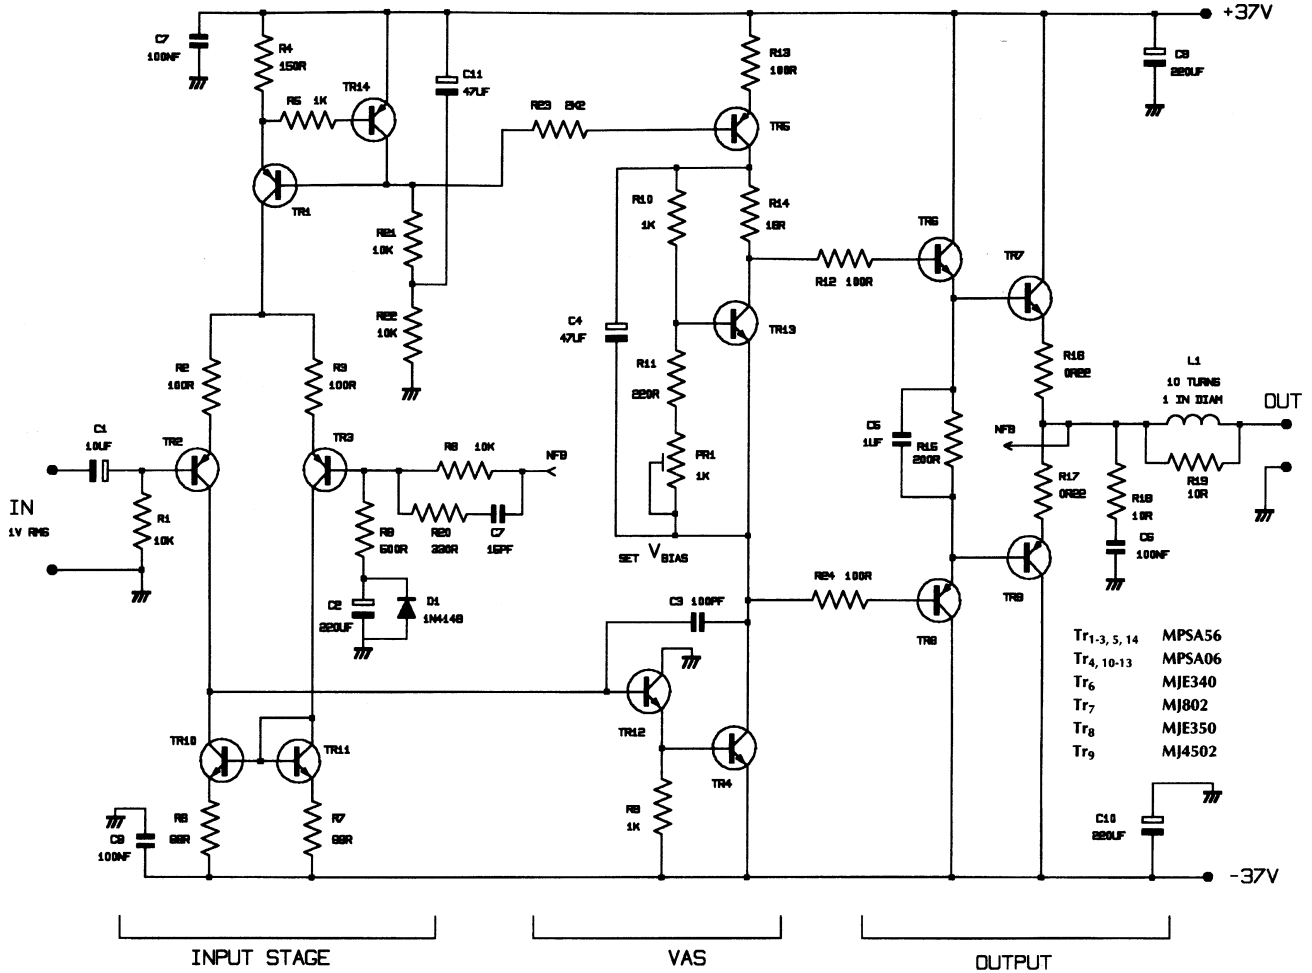 +37V
C7
100NF
R4
150R
R5 1K
TR14
C11
47UF
R23 2K2
R13
100R
TR5
C9
220UF
TR1
R21
10K
R10
1K
R14
16R
TR6
TR7
R12 100R
R22
10K
C4
47UF
TR13
R2
100R
R3
100R
R11
220R
R16
0R22
L1
10 TURNS
1 IN DIAM
OUT
C1
10UF
TR2
TR3
R8 10K
NFB
PR1
1K
C5
1UF
R15
200R
NFB
R17
0R22
R19
10R
IN
1V RMS
R1
10K
R9
500R
R20
330R
C7
15PF
R18
10R
C6
100NF
SET VBIAS
C2
220UF
D1
1N4148
C3 100PF
R24 100R
TR8
TR9
Tr1-3, 5, 14 MPSA56
Tr4, 10-13 MPSA06
Tr6 MJE340
Tr7 MJ802
Tr8 MJE350
Tr9 MJ4502
TR10
TR11
TR12
TR4
R6
68R
R7
68R
R9
1K
C8
100NF
C10
220UF
-37V
INPUT STAGE
VAS
OUTPUT